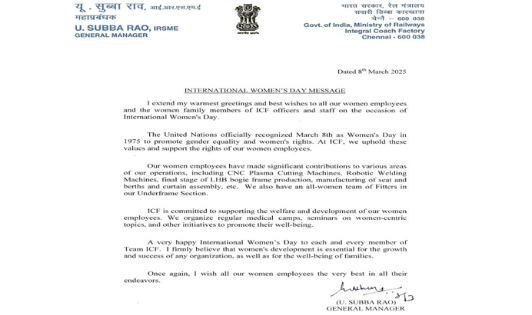 यू. सुब्बा राव, आई.आर.एस.एम.ई
महाप्रबंधक
U. SUBBA RAO, IRSME
GENERAL MANAGER
भारत सरकार, रेल मंत्रालय
सवारी डिब्बा कारखाना
चेन्नै - 600 038
Govt. of India, Ministry of Railways
Integral Coach Factory
Chennai - 600 038
Dated 8th March 2025
INTERNATIONAL WOMEN'S DAY MESSAGE
I extend my warmest greetings and best wishes to all our women employees
and the women family members of ICF officers and staff on the occasion of
International Women's Day.
The United Nations officially recognized March 8th as Women's Day in
1975 to promote gender equality and women's rights. At ICF, we uphold these
values and support the rights of our women employees.
Our women employees have made significant contributions to various areas
of our operations, including CNC Plasma Cutting Machines, Robotic Welding
Machines, final stage of LHB bogie frame production, manufacturing of seat and
berths and curtain assembly, etc. We also have an all-women team of Fitters in
our Underframe Section.
ICF is committed to supporting the welfare and development of our women
employees. We organize regular medical camps, seminars on women-centric
topics, and other initiatives to promote their well-being.
A very happy International Women's Day to each and every member of
Team ICF. I firmly believe that women's development is essential for the growth
and success of any organization, as well as for the well-being of families.
Once again, I wish all our women employees the very best in all their
endeavors.
(U. SUBBA RAO)
GENERAL MANAGER